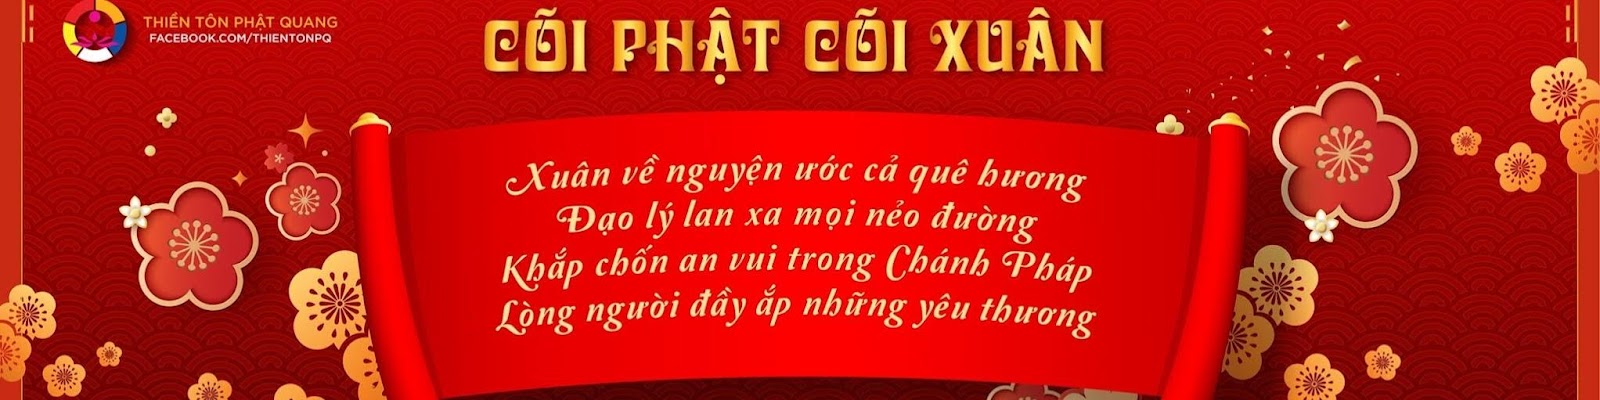 THIỀN TÔN PHẬT QUANG
FACEBOOK.COM/THIENTONPQ
CÕI PHẬT CÕI XUÂN
Xuân về nguyện ước cả quê hương
Đạo lý lan xa mọi nẻo đường
Khắp chốn an vui trong Chánh Pháp
Lòng người đầy ắp những yêu thương